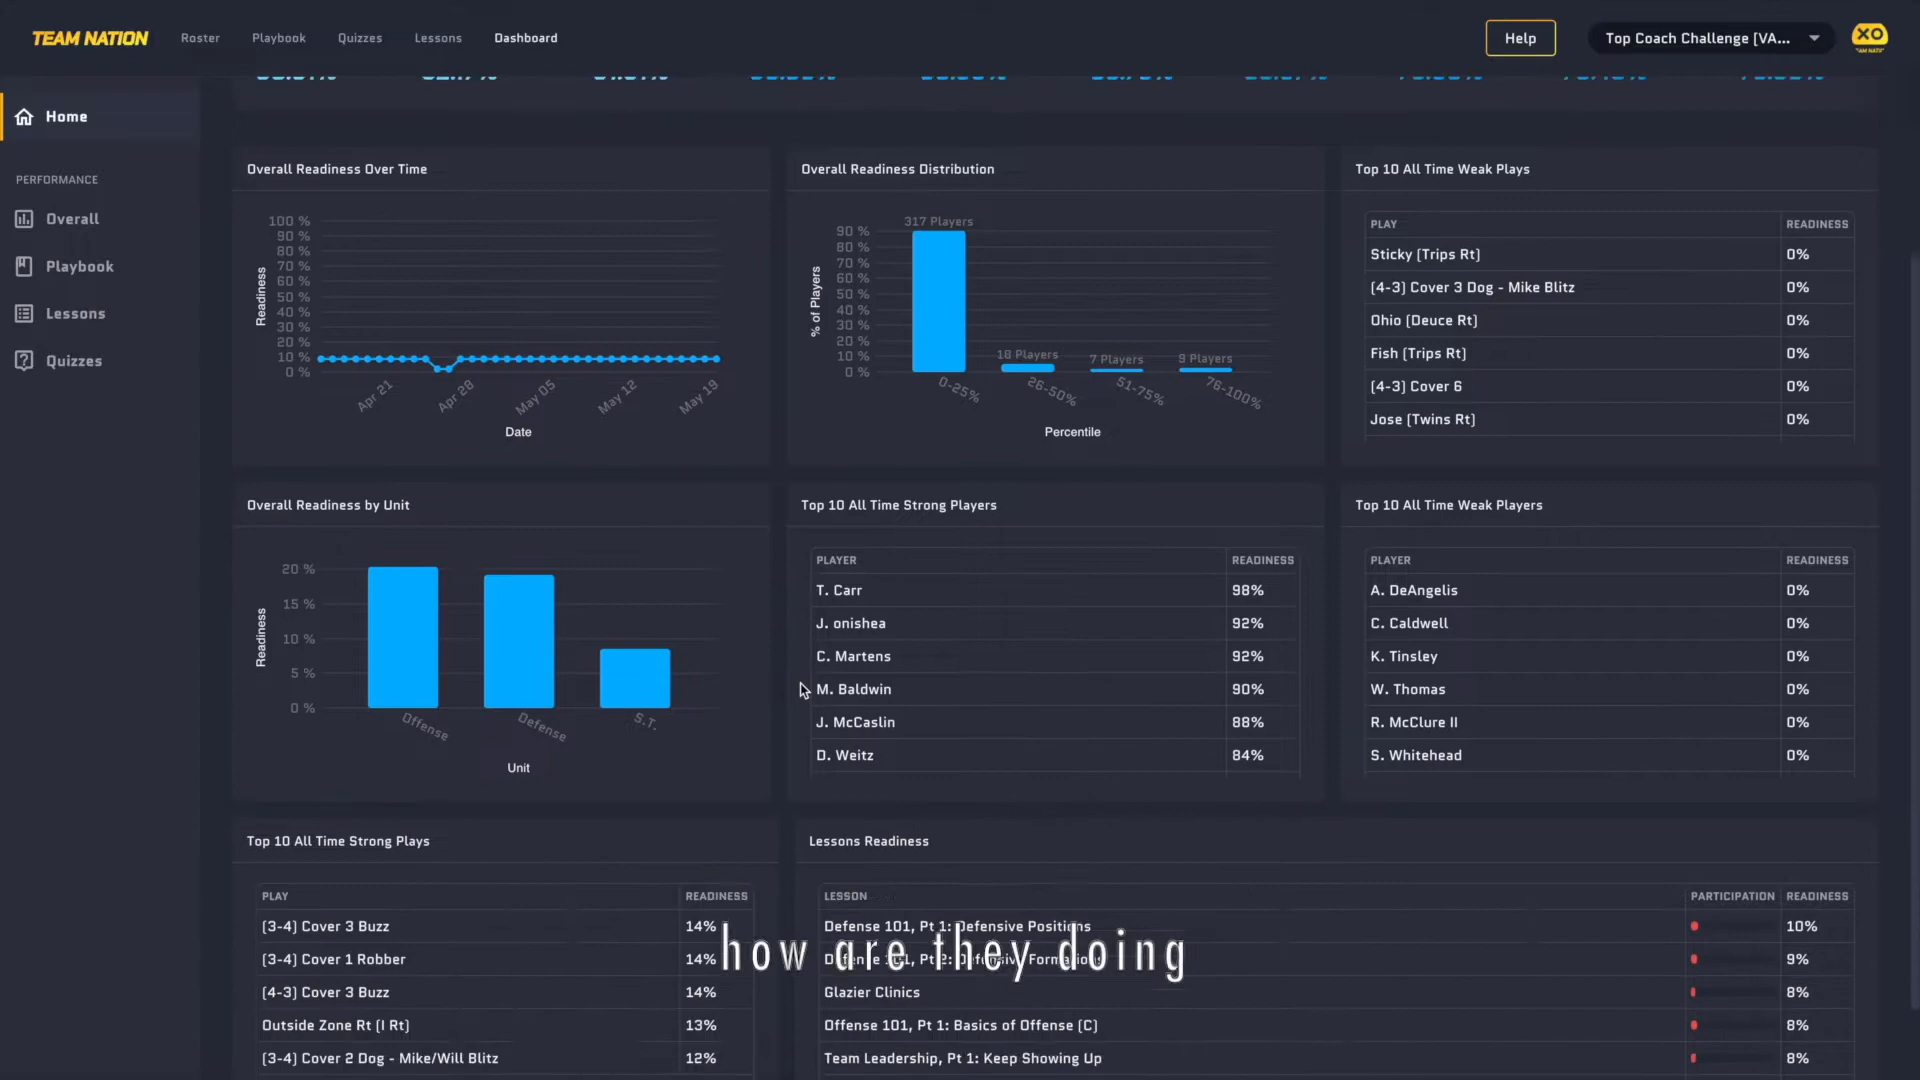 TEAM NATION
Roster
Playbook
Quizzes
Lessons
Dashboard
Help
Top Coach Challenge [VA...
XO
Home
PERFORMANCE
Overall
Playbook
Lessons
Quizzes
Overall Readiness Over Time
Readiness
100 %
90 %
80 %
70 %
60 %
50 %
40 %
30 %
20 %
10 %
0 %
Apr 21
Apr 28
May 05
May 12
May 19
Date
Overall Readiness Distribution
% of Players
90 %
80 %
70 %
60 %
50 %
40 %
30 %
20 %
10 %
0 %
317 Players
18 Players
7 Players
9 Players
0-25%
26-50%
51-75%
76-100%
Percentile
Top 10 All Time Weak Plays
PLAY READINESS
Sticky (Trips Rt) 0%
(4-3) Cover 3 Dog - Mike Blitz 0%
Ohio (Deuce Rt) 0%
Fish (Trips Rt) 0%
(4-3) Cover 6 0%
Jose (Twins Rt) 0%
Overall Readiness by Unit
Readiness
20 %
15 %
10 %
5 %
0 %
Offense
Defense
S.T.
Unit
Top 10 All Time Strong Players
PLAYER READINESS
T. Carr 98%
J. onishea 92%
C. Martens 92%
M. Baldwin 90%
J. McCaslin 88%
D. Weitz 84%
Top 10 All Time Weak Players
PLAYER READINESS
A. DeAngelis 0%
C. Caldwell 0%
K. Tinsley 0%
W. Thomas 0%
R. McClure II 0%
S. Whitehead 0%
Top 10 All Time Strong Plays
PLAY READINESS
(3-4) Cover 3 Buzz 14%
(3-4) Cover 1 Robber 14%
(4-3) Cover 3 Buzz 14%
Outside Zone Rt (I Rt) 13%
(3-4) Cover 2 Dog - Mike/Will Blitz 12%
Lessons Readiness
LESSON PARTICIPATION READINESS
Defense 101, Pt 1: Defensive Positions 10%
Defense 101, Pt 2: Defensive Formations 9%
Glazier Clinics 8%
Offense 101, Pt 1: Basics of Offense (C) 8%
Team Leadership, Pt 1: Keep Showing Up 8%
how are they doing